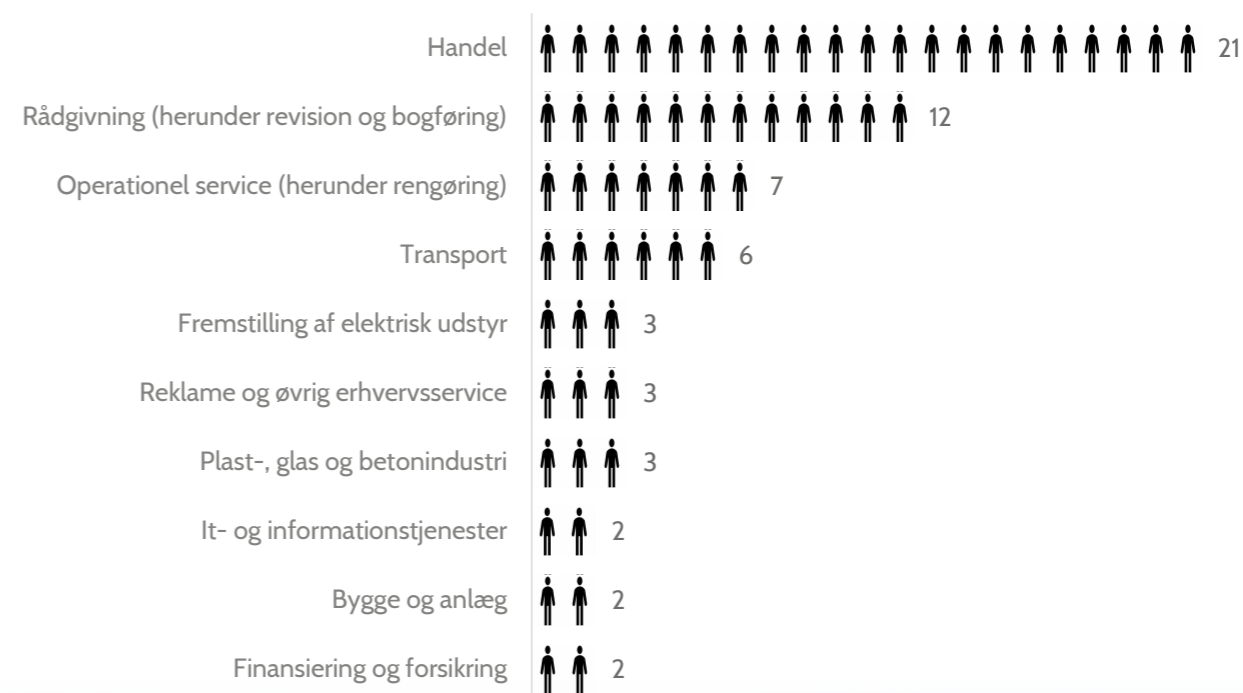 Handel 21
Rådgivning (herunder revision og bogføring) 12
Operationel service (herunder rengøring) 7
Transport 6
Fremstilling af elektrisk udstyr 3
Reklame og øvrig erhvervsservice 3
Plast-, glas og betonindustri 3
It- og informationstjenester 2
Bygge og anlæg 2
Finansiering og forsikring 2